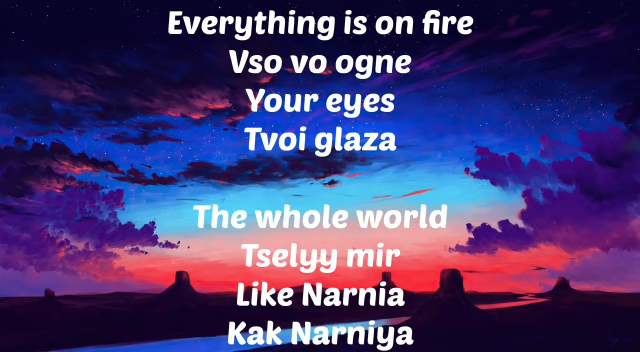 Everything is on fire
Vso vo ogne
Your eyes
Tvoi glaza
The whole world
Tselyy mir
Like Narnia
Kak Narniya